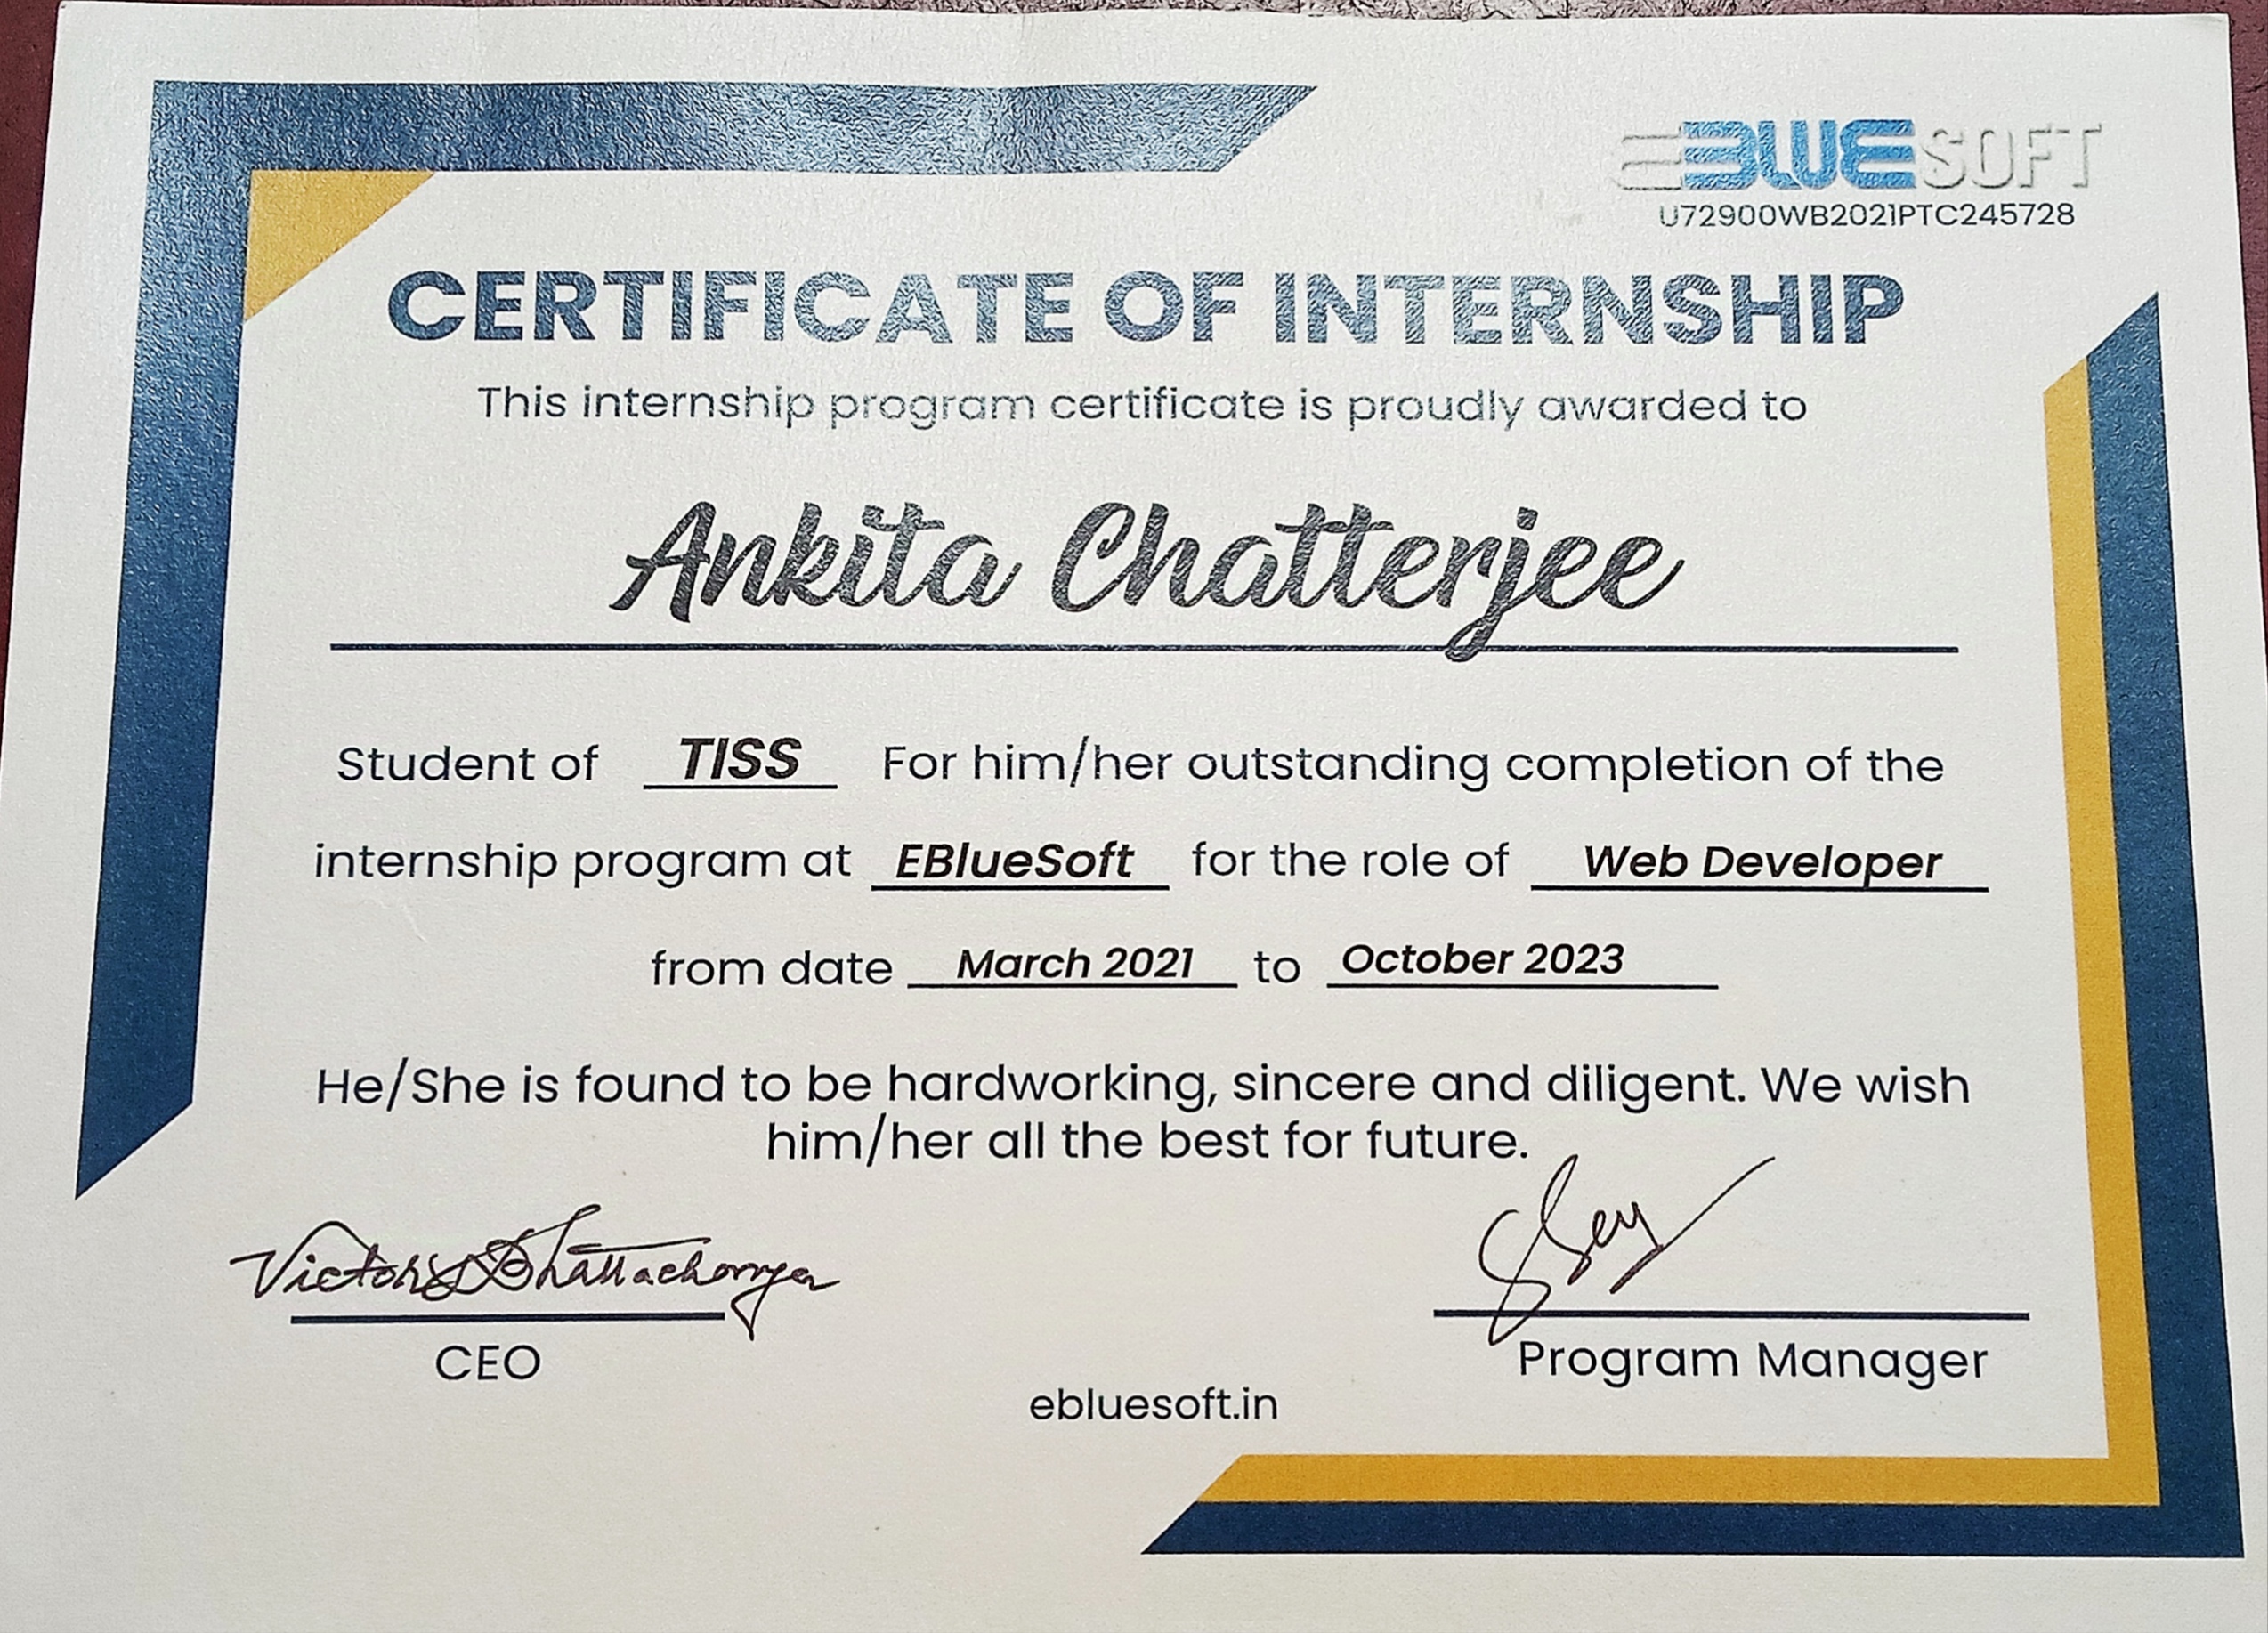 EBLUESOFT
U72900WB2021PTC245728
CERTIFICATE OF INTERNSHIP
This internship program certificate is proudly awarded to
Ankita Chatterjee
Student of TISS For him/her outstanding completion of the
internship program at EBlueSoft for the role of Web Developer
from date March 2021 to October 2023
He/She is found to be hardworking, sincere and diligent. We wish
him/her all the best for future.
Victor
CEO
Program Manager
ebluesoft.in